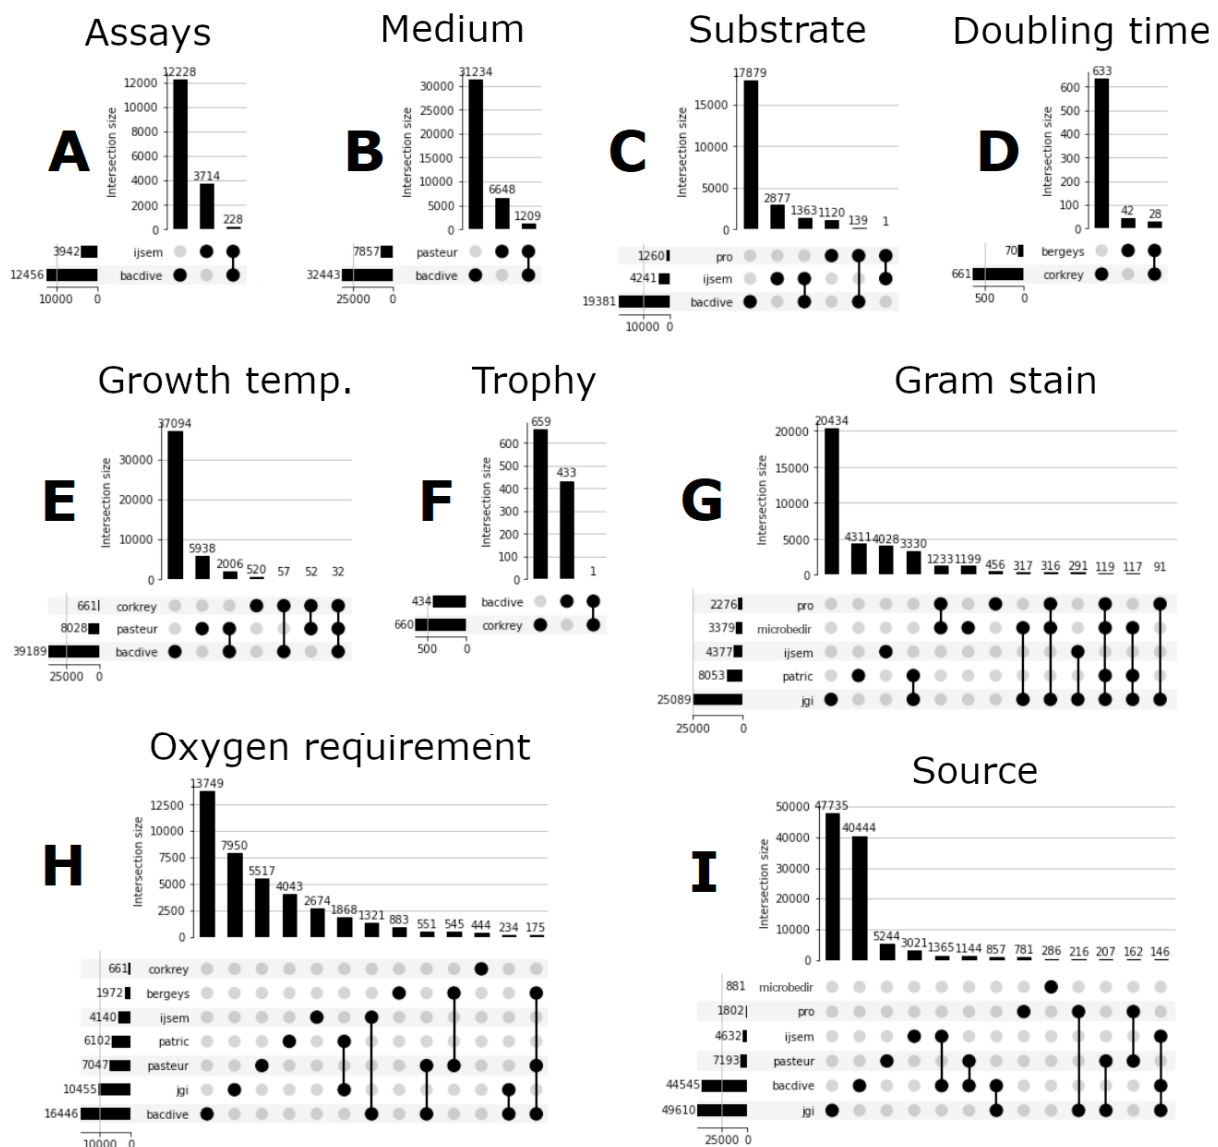 Assays
Medium
Substrate
Doubling time
A
12228
3714
228
12000
10000
8000
6000
4000
2000
0
Intersection size
3942
ijsem
12456
bacdive
10000 0
B
31234
6648
1209
30000
25000
20000
15000
10000
5000
0
Intersection size
7857
pasteur
32443
bacdive
25000 0
C
17879
2877
1363
1120
139
1
15000
10000
5000
0
Intersection size
1260
pro
4241
ijsem
19381
bacdive
10000 0
D
633
42
28
600
500
400
300
200
100
0
Intersection size
70
bergeys
661
corkrey
500 0
Growth temp.
Trophy
Gram stain
E
37094
5938
2006
520
57
52
32
30000
20000
10000
0
Intersection size
661
corkrey
8028
pasteur
39189
bacdive
25000 0
F
659
433
1
600
500
400
300
200
100
0
Intersection size
434
bacdive
660
corkrey
500 0
G
20434
4311
4028
3330
1233
1199
456
317
316
291
119
117
91
20000
15000
10000
5000
0
Intersection size
2276
pro
3379
microbedir
4377
ijsem
8053
patric
25089
jgi
25000 0
Oxygen requirement
Source
H
13749
7950
5517
4043
2674
1868
1321
883
551
545
444
234
175
12500
10000
7500
5000
2500
0
Intersection size
661
corkrey
1972
bergeys
4140
ijsem
6102
patric
7047
pasteur
10455
jgi
16446
bacdive
10000 0
I
47735
40444
5244
3021
1365
1144
857
781
286
216
207
162
146
50000
40000
30000
20000
10000
0
Intersection size
881
microbedir
1802
pro
4632
ijsem
7193
pasteur
44545
bacdive
49610
jgi
25000 0